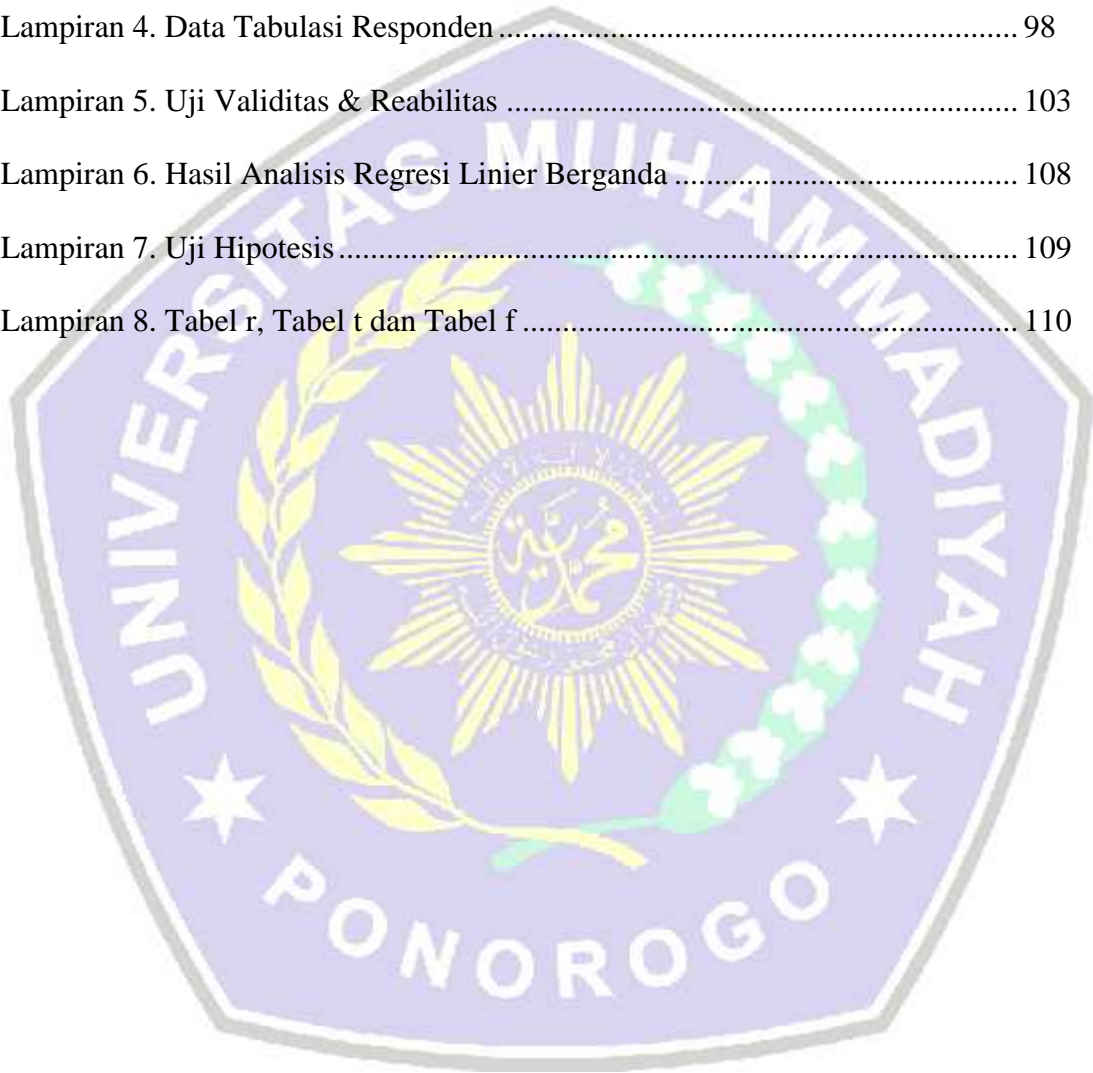 Lampiran 4. Data Tabulasi Responden ........................................................................ 98
Lampiran 5. Uji Validitas & Reabilitas ........................................................................ 103
Lampiran 6. Hasil Analisis Regresi Linier Berganda ................................................ 108
Lampiran 7. Uji Hipotesis ........................................................................................... 109
Lampiran 8. Tabel r, Tabel t dan Tabel f ..................................................................... 110
UNIVERSITAS MUHAMMADIYAH
محمدية
PONOROGO